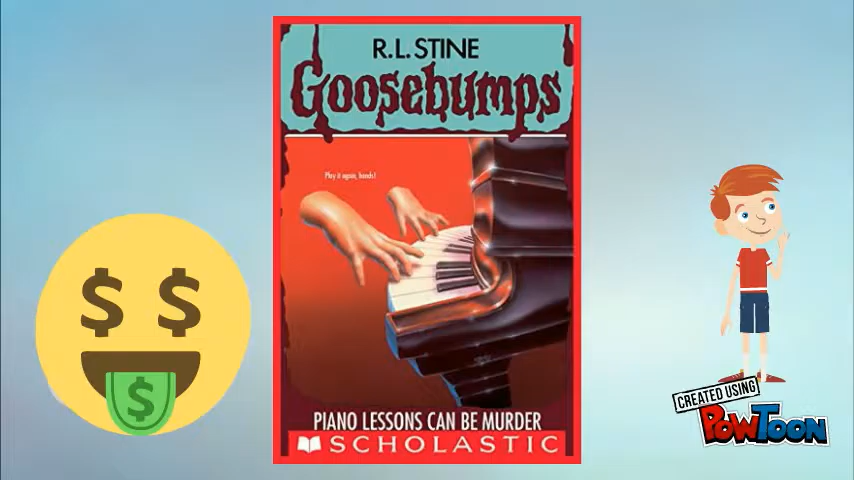 R.L. STINE
Goosebumps
Play it again, hands!
PIANO LESSONS CAN BE MURDER
SCHOLASTIC
CREATED USING
POWTOON